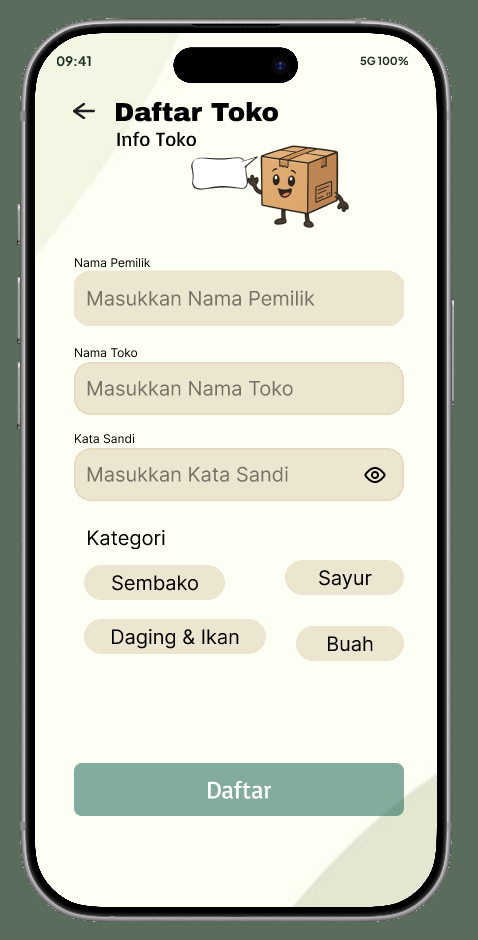 09:41
5G 100%
Daftar Toko
Info Toko
Nama Pemilik
Masukkan Nama Pemilik
Nama Toko
Masukkan Nama Toko
Kata Sandi
Masukkan Kata Sandi
Kategori
Sembako
Sayur
Daging & Ikan
Buah
Daftar